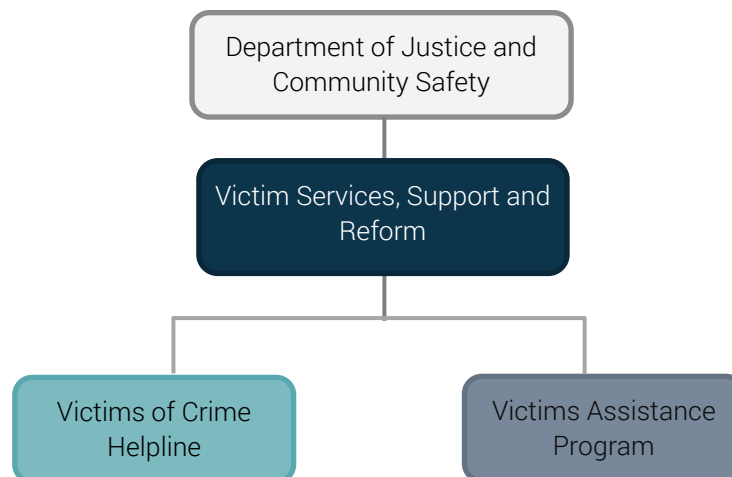 Department of Justice and
Community Safety
Victim Services, Support and
Reform
Victims of Crime
Helpline
Victims Assistance
Program